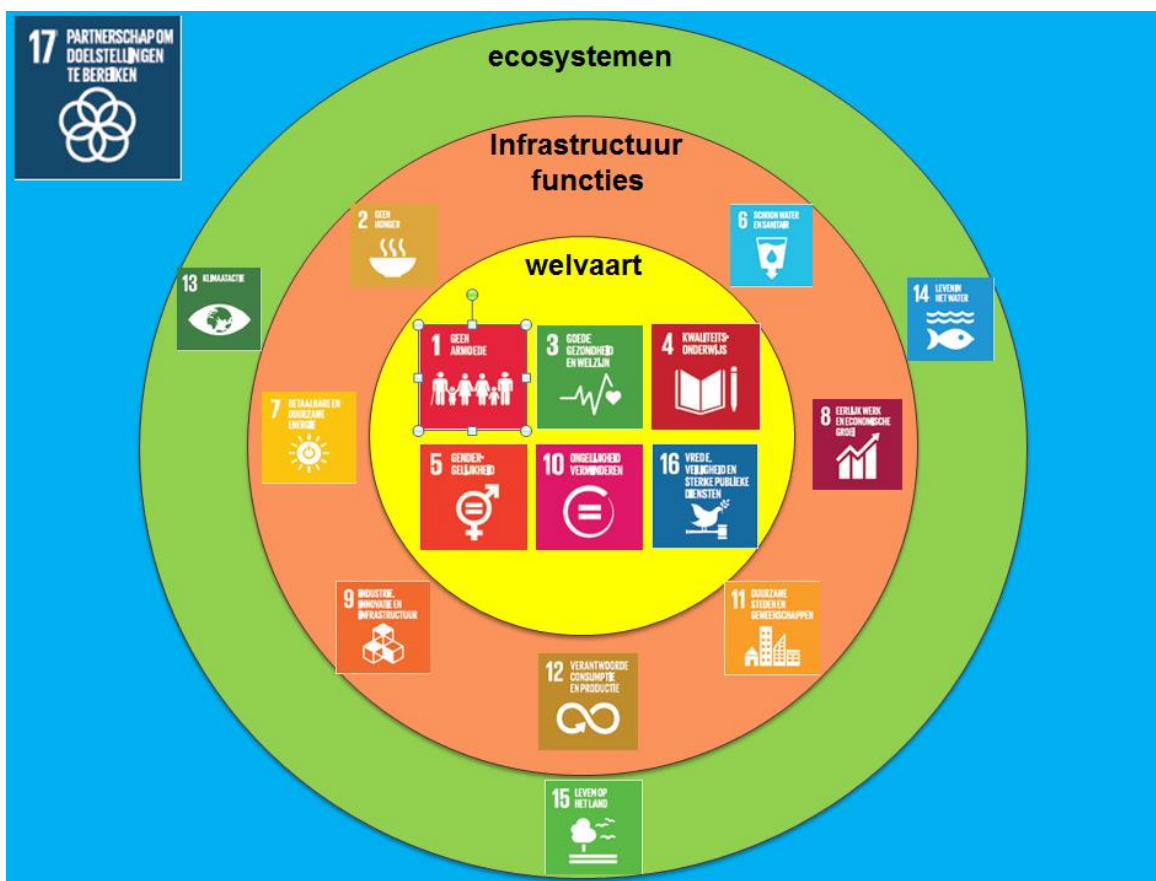 17 PARTNERSCHAP OM
DOELSTELLINGEN
TE BEREIKEN
ecosystemen
Infrastructuur
functies
2 GEEN
HONGER
6 SCHOON WATER
EN SANITAIR
welvaart
13 KLIMAATACTIE
14 LEVEN IN
HET WATER
1 GEEN
ARMOEDE
3 GOEDE
GEZONDHEID
EN WELZIJN
4 KWALITEITS-
ONDERWIJS
7 BETAALBARE EN
DUURZAME
ENERGIE
8 EERLIJK WERK
EN ECONOMISCHE
GROEI
5 GENDER-
GELIJKHEID
10 ONGELIJKHEID
VERMINDEREN
16 VREDE,
VEILIGHEID EN
STERKE PUBLIEKE
DIENSTEN
9 INDUSTRIE,
INNOVATIE EN
INFRASTRUCTUUR
11 DUURZAME
STEDEN EN
GEMEENSCHAPPEN
12 VERANTWOORDE
CONSUMPTIE
EN PRODUCTIE
15 LEVEN OP
HET LAND